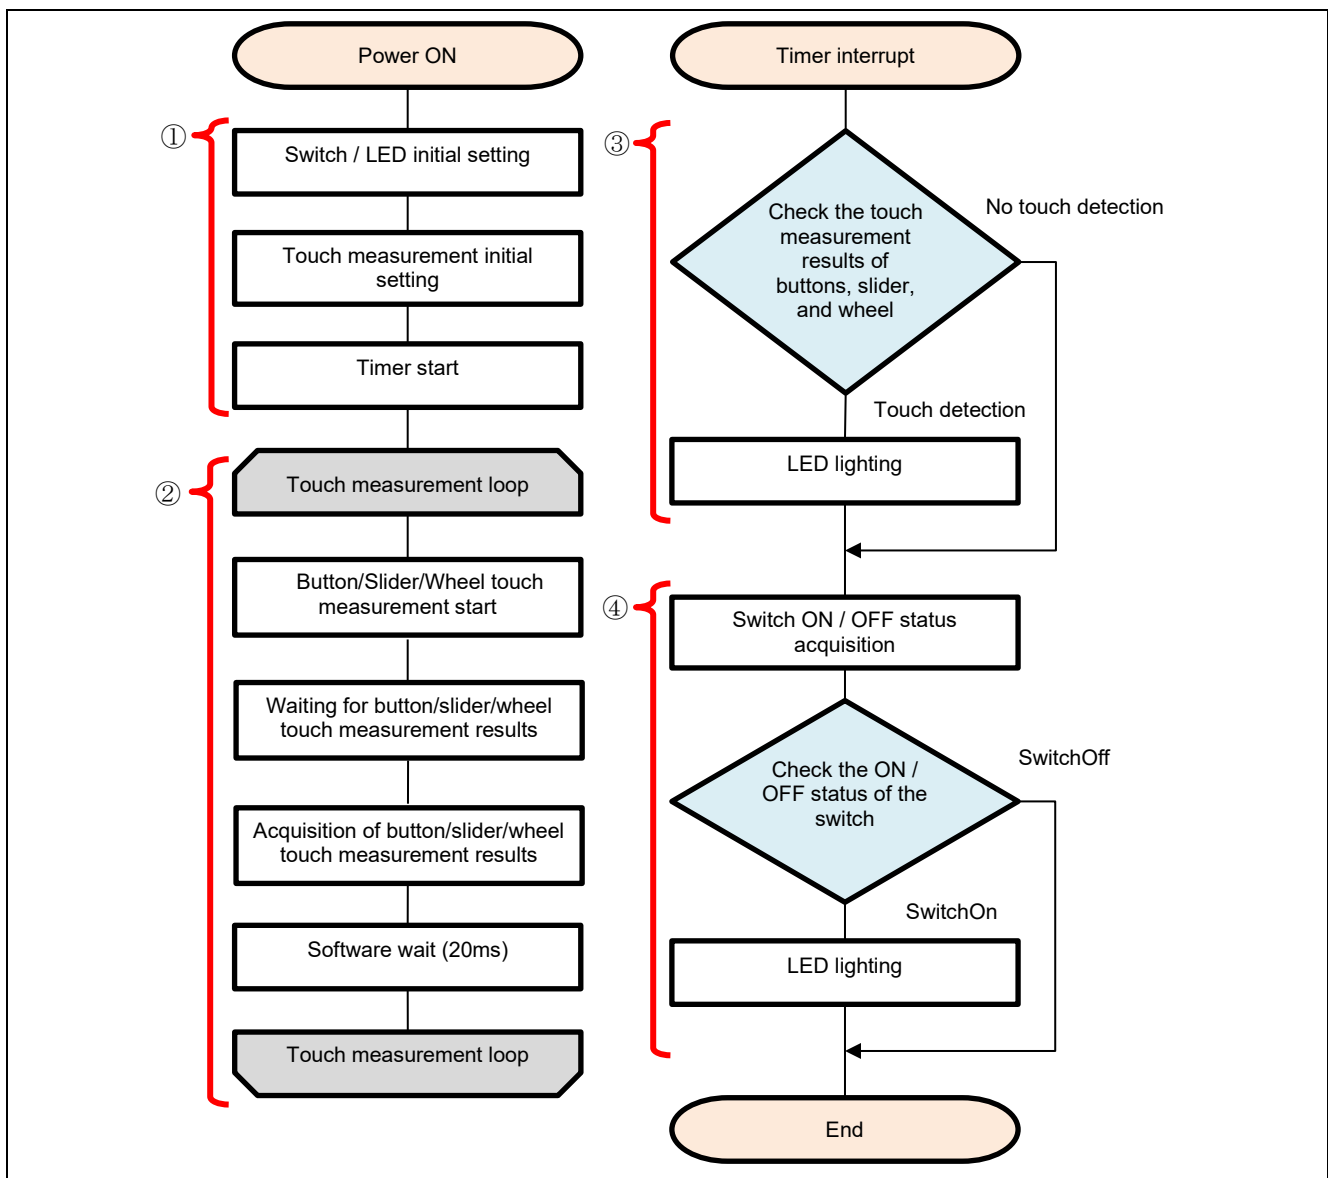 Power ON
①
Switch / LED initial setting
Touch measurement initial
setting
Timer start
②
Touch measurement loop
Button/Slider/Wheel touch
measurement start
Waiting for button/slider/wheel
touch measurement results
Acquisition of button/slider/wheel
touch measurement results
Software wait (20ms)
Touch measurement loop
Timer interrupt
③
Check the touch
measurement
results of
buttons, slider,
and wheel
No touch detection
Touch detection
LED lighting
④
Switch ON / OFF status
acquisition
Check the ON /
OFF status of the
switch
SwitchOff
SwitchOn
LED lighting
End